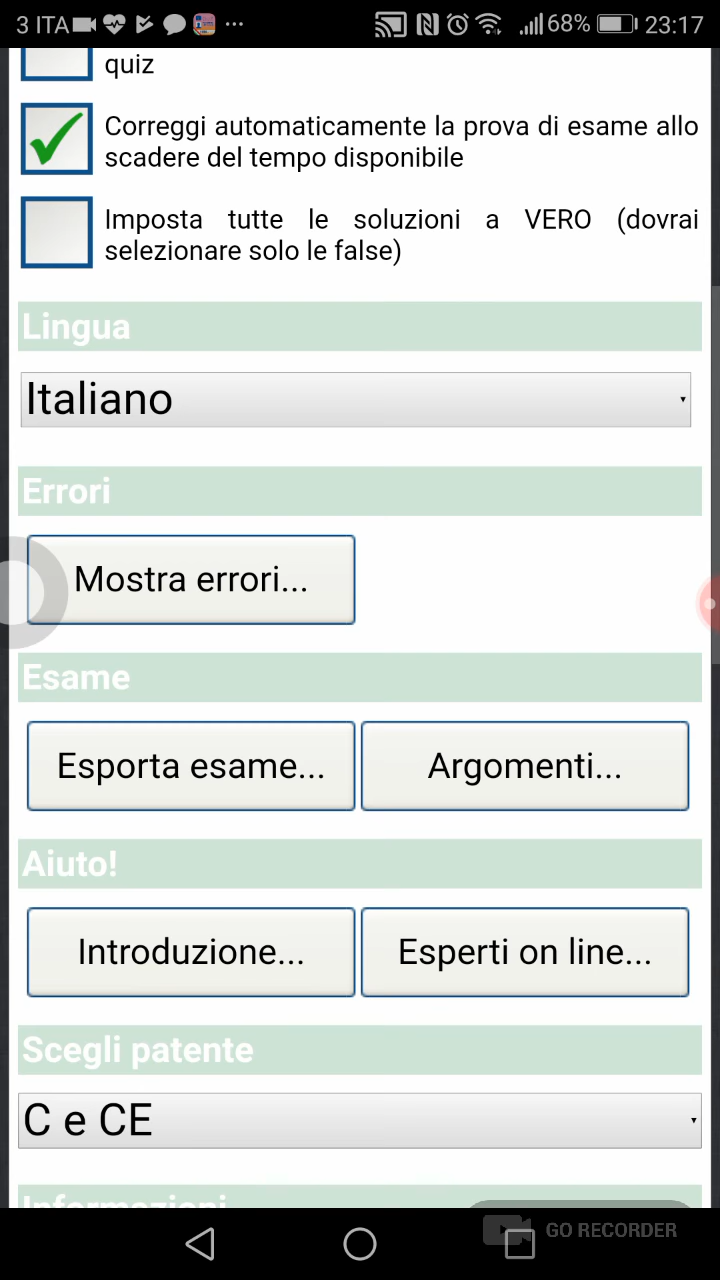 3 ITA 68% 23:17
quiz
Correggi automaticamente la prova di esame allo
scadere del tempo disponibile
Imposta tutte le soluzioni a VERO (dovrai
selezionare solo le false)
Lingua
Italiano
Errori
Mostra errori...
Esame
Esporta esame... Argomenti...
Aiuto!
Introduzione... Esperti on line...
Scegli patente
C e CE
Informazioni
GO RECORDER